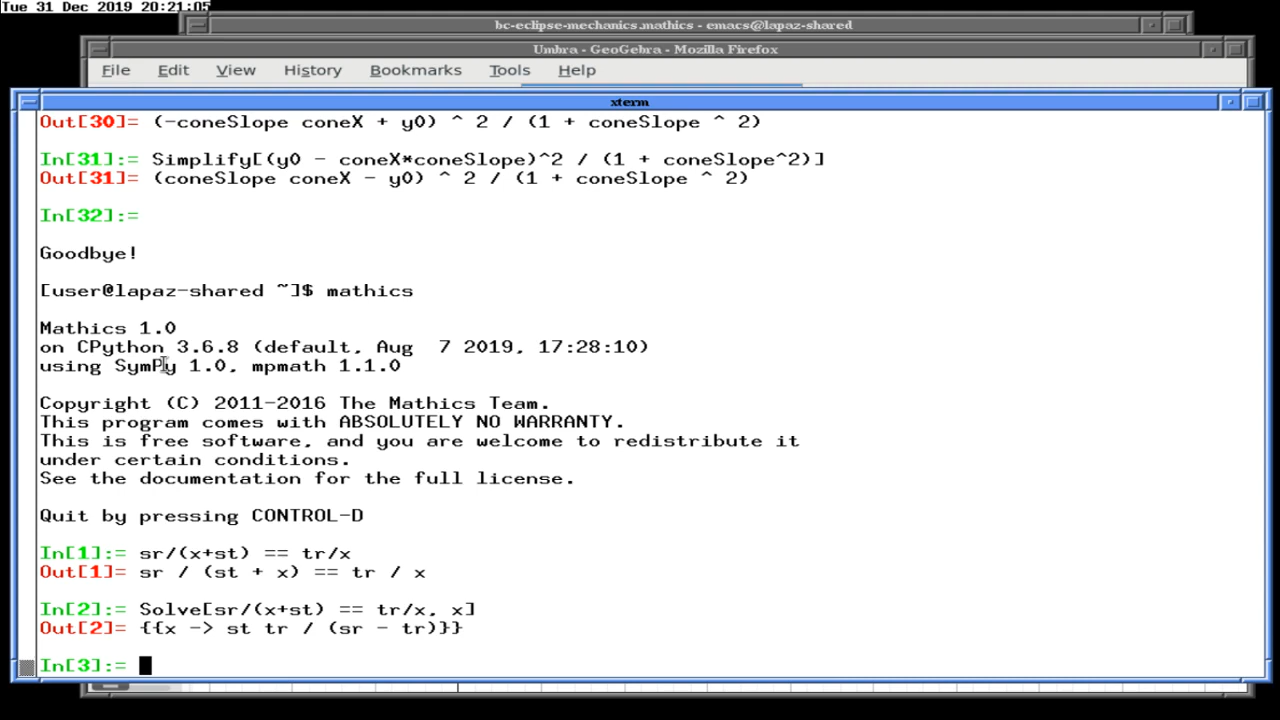 Tue 31 Dec 2019 20:21:05
bc-eclipse-mechanics.mathics - emacs@lapaz-shared
Umbra - GeoGebra - Mozilla Firefox
File Edit View History Bookmarks Tools Help
xterm
Out[30]= (-coneSlope coneX + y0) ^ 2 / (1 + coneSlope ^ 2)
In[31]:= Simplify[(y0 - coneX*coneSlope)^2 / (1 + coneSlope^2)]
Out[31]= (coneSlope coneX - y0) ^ 2 / (1 + coneSlope ^ 2)
In[32]:=
Goodbye!
[user@lapaz-shared ~]$ mathics
Mathics 1.0
on CPython 3.6.8 (default, Aug  7 2019, 17:28:10)
using SymPy 1.0, mpmath 1.1.0
Copyright (C) 2011-2016 The Mathics Team.
This program comes with ABSOLUTELY NO WARRANTY.
This is free software, and you are welcome to redistribute it
under certain conditions.
See the documentation for the full license.
Quit by pressing CONTROL-D
In[1]:= sr/(x+st) == tr/x
Out[1]= sr / (st + x) == tr / x
In[2]:= Solve[sr/(x+st) == tr/x, x]
Out[2]= {{x -> st tr / (sr - tr)}}
In[3]:=